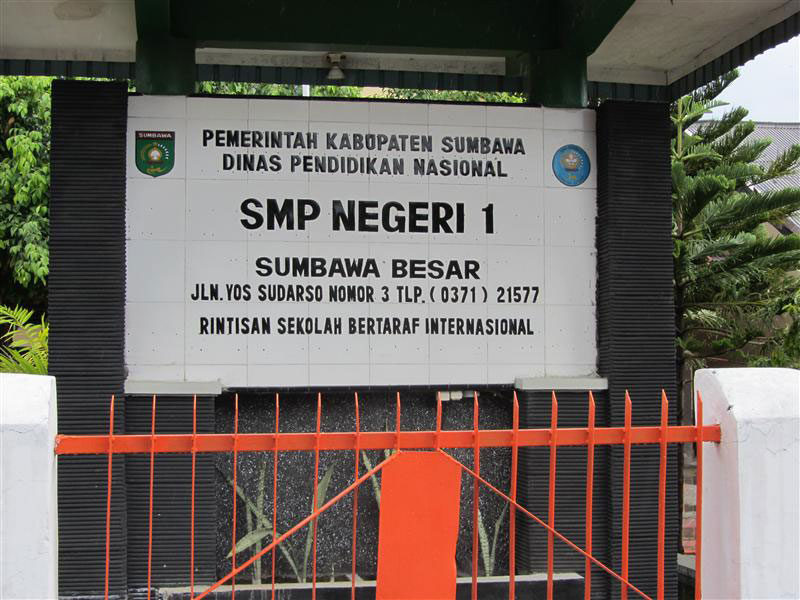 SUMBAWA
PEMERINTAH KABUPATEN SUMBAWA
DINAS PENDIDIKAN NASIONAL
SMP NEGERI 1
SUMBAWA BESAR
JLN. YOS SUDARSO NOMOR 3 TLP. ( 0371 ) 21577
RINTISAN SEKOLAH BERTARAF INTERNASIONAL